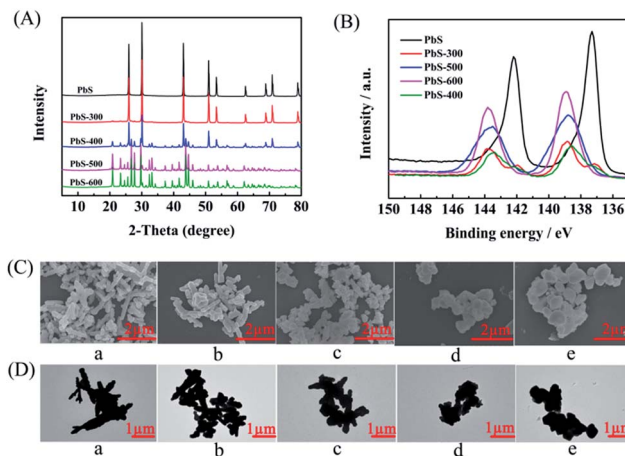 (A)
Intensity
PbS
PbS-300
PbS-400
PbS-500
PbS-600
10 20 30 40 50 60 70 80
2-Theta (degree)
(B)
Intensity / a.u.
PbS
PbS-300
PbS-500
PbS-600
PbS-400
150 148 146 144 142 140 138 136
Binding energy / eV
(C)
2μm 2μm 2μm 2μm 2μm
a b c d e
(D)
1μm 1μm 1μm 1μm 1μm
a b c d e